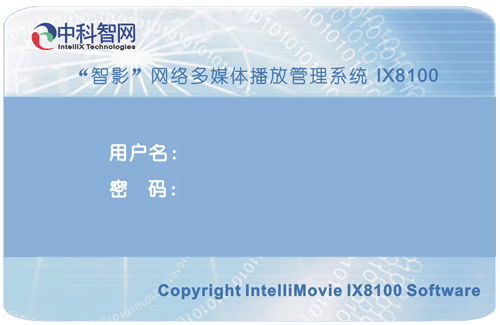 中科智网
IntelliX Technologies
“智影”网络多媒体播放管理系统 IX8100
用户名：
密 码：
Copyright IntelliMovie IX8100 Software